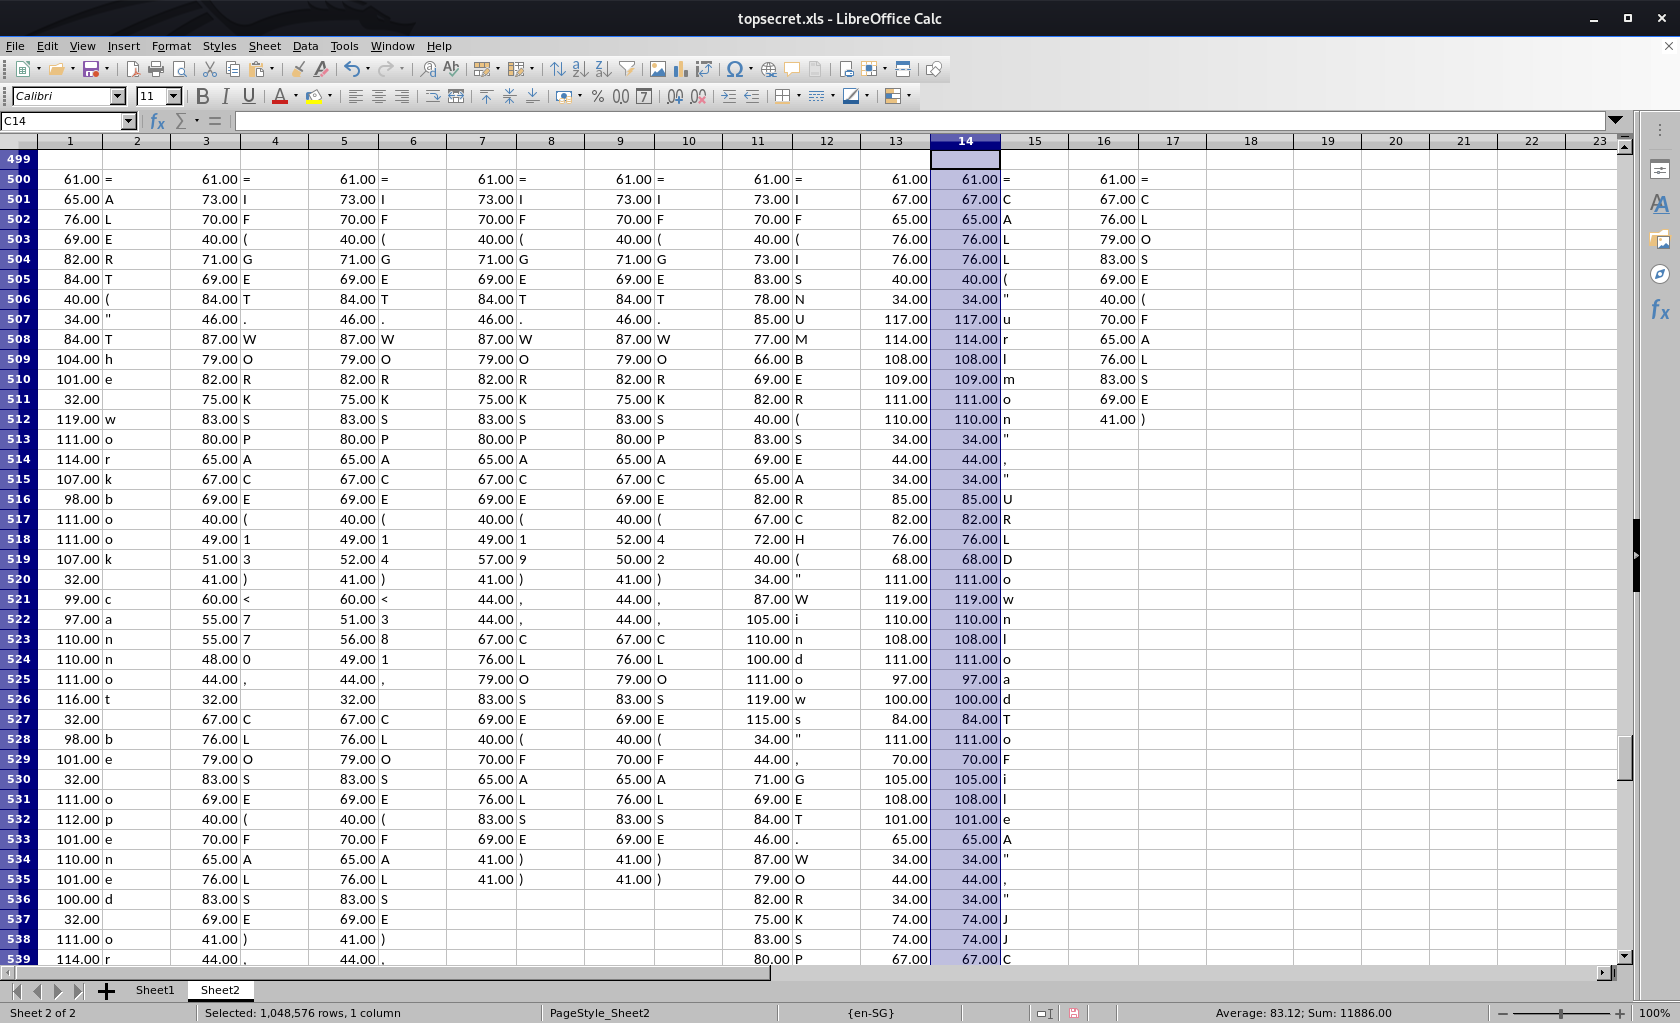 topsecret.xls - LibreOffice Calc
File Edit View Insert Format Styles Sheet Data Tools Window Help
Calibri 11
C14
1 2 3 4 5 6 7 8 9 10 11 12 13 14 15 16 17 18 19 20 21 22 23
499
500 61.00 = 61.00 = 61.00 = 61.00 = 61.00 = 61.00 = 61.00 61.00 = 61.00 =
501 65.00 A 73.00 I 73.00 I 73.00 I 73.00 I 73.00 I 67.00 67.00 C 67.00 C
502 76.00 L 70.00 F 70.00 F 70.00 F 70.00 F 70.00 F 65.00 65.00 A 76.00 L
503 69.00 E 40.00 ( 40.00 ( 40.00 ( 40.00 ( 40.00 ( 76.00 76.00 L 79.00 O
504 82.00 R 71.00 G 71.00 G 71.00 G 71.00 G 73.00 I 76.00 76.00 L 83.00 S
505 84.00 T 69.00 E 69.00 E 69.00 E 69.00 E 83.00 S 40.00 40.00 ( 69.00 E
506 40.00 ( 84.00 T 84.00 T 84.00 T 84.00 T 78.00 N 34.00 34.00 " 40.00 (
507 34.00 " 46.00 . 46.00 . 46.00 . 46.00 . 85.00 U 117.00 117.00 u 70.00 F
508 84.00 T 87.00 W 87.00 W 87.00 W 87.00 W 77.00 M 114.00 114.00 r 65.00 A
509 104.00 h 79.00 O 79.00 O 79.00 O 79.00 O 66.00 B 108.00 108.00 l 76.00 L
510 101.00 e 82.00 R 82.00 R 82.00 R 82.00 R 69.00 E 109.00 109.00 m 83.00 S
511 32.00 75.00 K 75.00 K 75.00 K 75.00 K 82.00 R 111.00 111.00 o 69.00 E
512 119.00 w 83.00 S 83.00 S 83.00 S 83.00 S 40.00 ( 110.00 110.00 n 41.00 )
513 111.00 o 80.00 P 80.00 P 80.00 P 80.00 P 83.00 S 34.00 34.00 "
514 114.00 r 65.00 A 65.00 A 65.00 A 65.00 A 69.00 E 44.00 44.00 ,
515 107.00 k 67.00 C 67.00 C 67.00 C 67.00 C 65.00 A 34.00 34.00 "
516 98.00 b 69.00 E 69.00 E 69.00 E 69.00 E 82.00 R 85.00 85.00 U
517 111.00 o 40.00 ( 40.00 ( 40.00 ( 40.00 ( 67.00 C 82.00 82.00 R
518 111.00 o 49.00 1 49.00 1 49.00 1 52.00 4 72.00 H 76.00 76.00 L
519 107.00 k 51.00 3 52.00 4 57.00 9 50.00 2 40.00 ( 68.00 68.00 D
520 32.00 41.00 ) 41.00 ) 41.00 ) 41.00 ) 34.00 " 111.00 111.00 o
521 99.00 c 60.00 < 60.00 < 44.00 , 44.00 , 87.00 W 119.00 119.00 w
522 97.00 a 55.00 7 51.00 3 44.00 , 44.00 , 105.00 i 110.00 110.00 n
523 110.00 n 55.00 7 56.00 8 67.00 C 67.00 C 110.00 n 108.00 108.00 l
524 110.00 n 48.00 0 49.00 1 76.00 L 76.00 L 100.00 d 111.00 111.00 o
525 111.00 o 44.00 , 44.00 , 79.00 O 79.00 O 111.00 o 97.00 97.00 a
526 116.00 t 32.00 32.00 83.00 S 83.00 S 119.00 w 100.00 100.00 d
527 32.00 67.00 C 67.00 C 69.00 E 69.00 E 115.00 s 84.00 84.00 T
528 98.00 b 76.00 L 76.00 L 40.00 ( 40.00 ( 34.00 " 111.00 111.00 o
529 101.00 e 79.00 O 79.00 O 70.00 F 70.00 F 44.00 , 70.00 70.00 F
530 32.00 83.00 S 83.00 S 65.00 A 65.00 A 71.00 G 105.00 105.00 i
531 111.00 o 69.00 E 69.00 E 76.00 L 76.00 L 69.00 E 108.00 108.00 l
532 112.00 p 40.00 ( 40.00 ( 83.00 S 83.00 S 84.00 T 101.00 101.00 e
533 101.00 e 70.00 F 70.00 F 69.00 E 69.00 E 46.00 . 65.00 65.00 A
534 110.00 n 65.00 A 65.00 A 41.00 ) 41.00 ) 87.00 W 34.00 34.00 "
535 101.00 e 76.00 L 76.00 L 41.00 ) 41.00 ) 79.00 O 44.00 44.00 ,
536 100.00 d 83.00 S 83.00 S 82.00 R 34.00 34.00 "
537 32.00 69.00 E 69.00 E 75.00 K 74.00 74.00 J
538 111.00 o 41.00 ) 41.00 ) 83.00 S 74.00 74.00 J
539 114.00 r 44.00 , 44.00 , 80.00 P 67.00 67.00 C
Sheet1 Sheet2
Sheet 2 of 2 Selected: 1,048,576 rows, 1 column PageStyle_Sheet2 {en-SG} Average: 83.12; Sum: 11886.00 100%